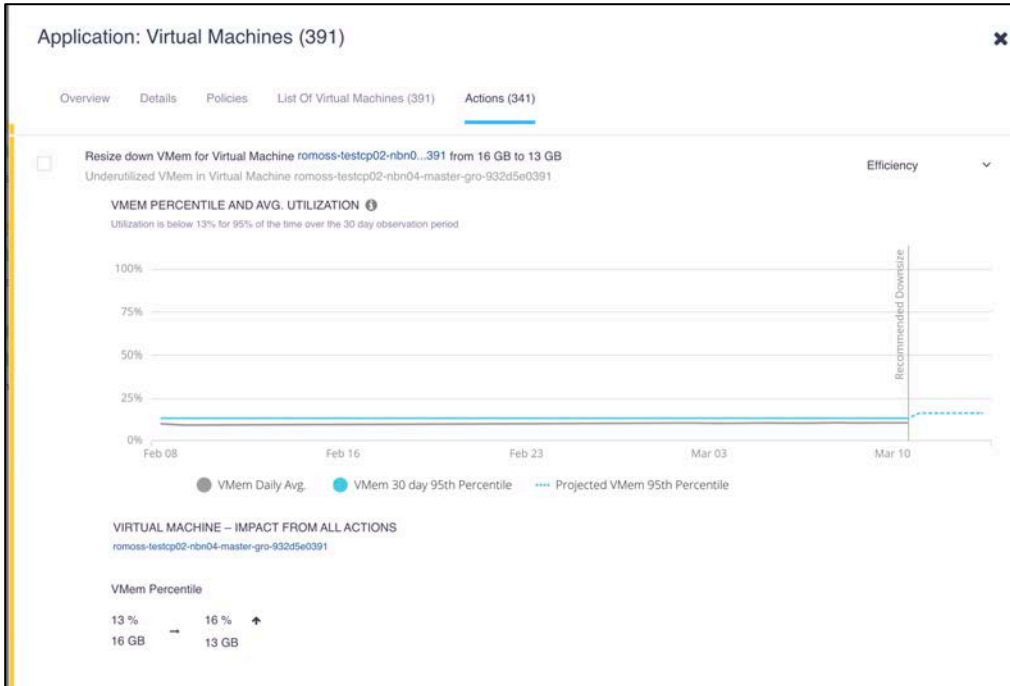 Application: Virtual Machines (391)
Overview Details Policies List Of Virtual Machines (391) Actions (341)
Resize down VMem for Virtual Machine romoss-testcp02-nbn0...391 from 16 GB to 13 GB
Efficiency
Underutilized VMem in Virtual Machine romoss-testcp02-nbn04-master-gro-932d5e0391
VMEM PERCENTILE AND AVG. UTILIZATION
Utilization is below 13% for 95% of the time over the 30 day observation period
100%
75%
50%
25%
0%
Recommended Downsize
Feb 08 Feb 16 Feb 23 Mar 03 Mar 10
VMem Daily Avg. VMem 30 day 95th Percentile Projected VMem 95th Percentile
VIRTUAL MACHINE – IMPACT FROM ALL ACTIONS
romoss-testcp02-nbn04-master-gro-932d5e0391
VMem Percentile
13 % → 16 % ↑
16 GB 13 GB